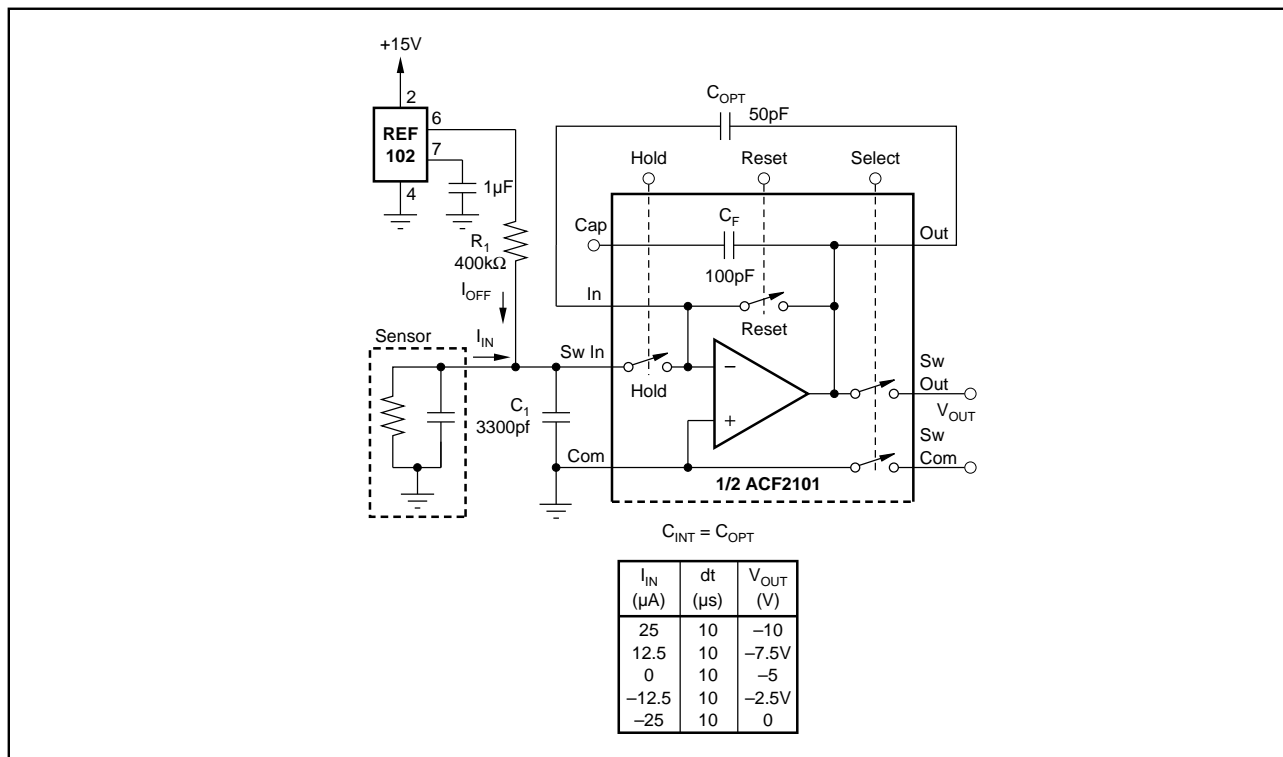 +15V
2
REF
102
6
7
4
1µF
R1
400kΩ
IOFF
Sensor
IIN
C1
3300pf
COPT
50pF
Hold
Reset
Select
Cap
CF
100pF
Out
In
Reset
Sw In
Hold
–
+
Com
Sw
Out
VOUT
Sw
Com
1/2 ACF2101
CINT = COPT
IIN dt VOUT
(µA) (µs) (V)
25 10 –10
12.5 10 –7.5V
0 10 –5
–12.5 10 –2.5V
–25 10 0